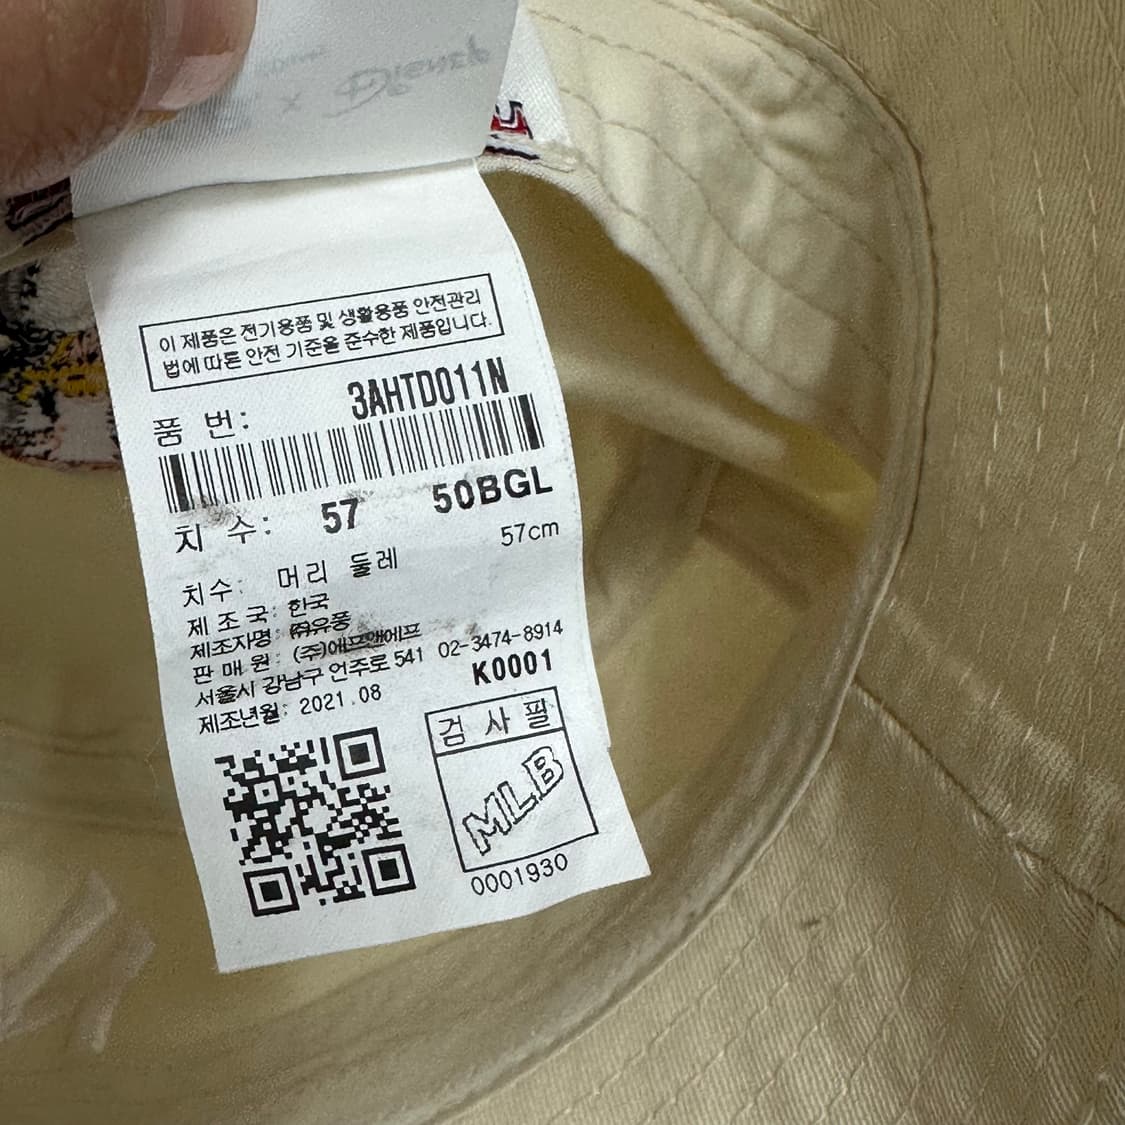 × Disney
이 제품은 전기용품 및 생활용품 안전관리
법에 따른 안전 기준을 준수한 제품입니다.
품 번: 3AHTD011N
치 수: 57 50BGL
57cm
치수: 머리 둘레
제 조 국: 한국
제조자명: (주)유풍
판 매 원: (주)에프앤에프 02-3474-8914
서울시 강남구 언주로 541
K0001
제조년월: 2021.08
검 사 필
MLB
0001930